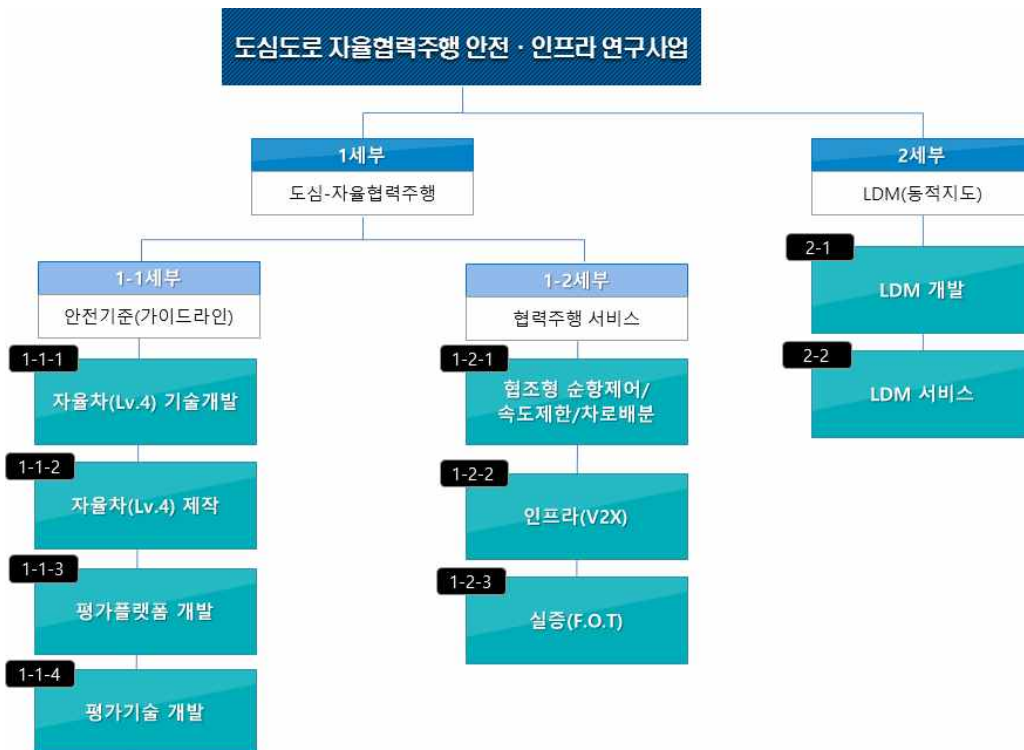 도심도로 자율협력주행 안전 · 인프라 연구사업
1세부
도심-자율협력주행
2세부
LDM(동적지도)
1-1세부
안전기준(가이드라인)
1-1-1
자율차(Lv.4) 기술개발
1-1-2
자율차(Lv.4) 제작
1-1-3
평가플랫폼 개발
1-1-4
평가기술 개발
1-2세부
협력주행 서비스
1-2-1
협조형 순항제어/
속도제한/차로배분
1-2-2
인프라(V2X)
1-2-3
실증(F.O.T)
2-1
LDM 개발
2-2
LDM 서비스